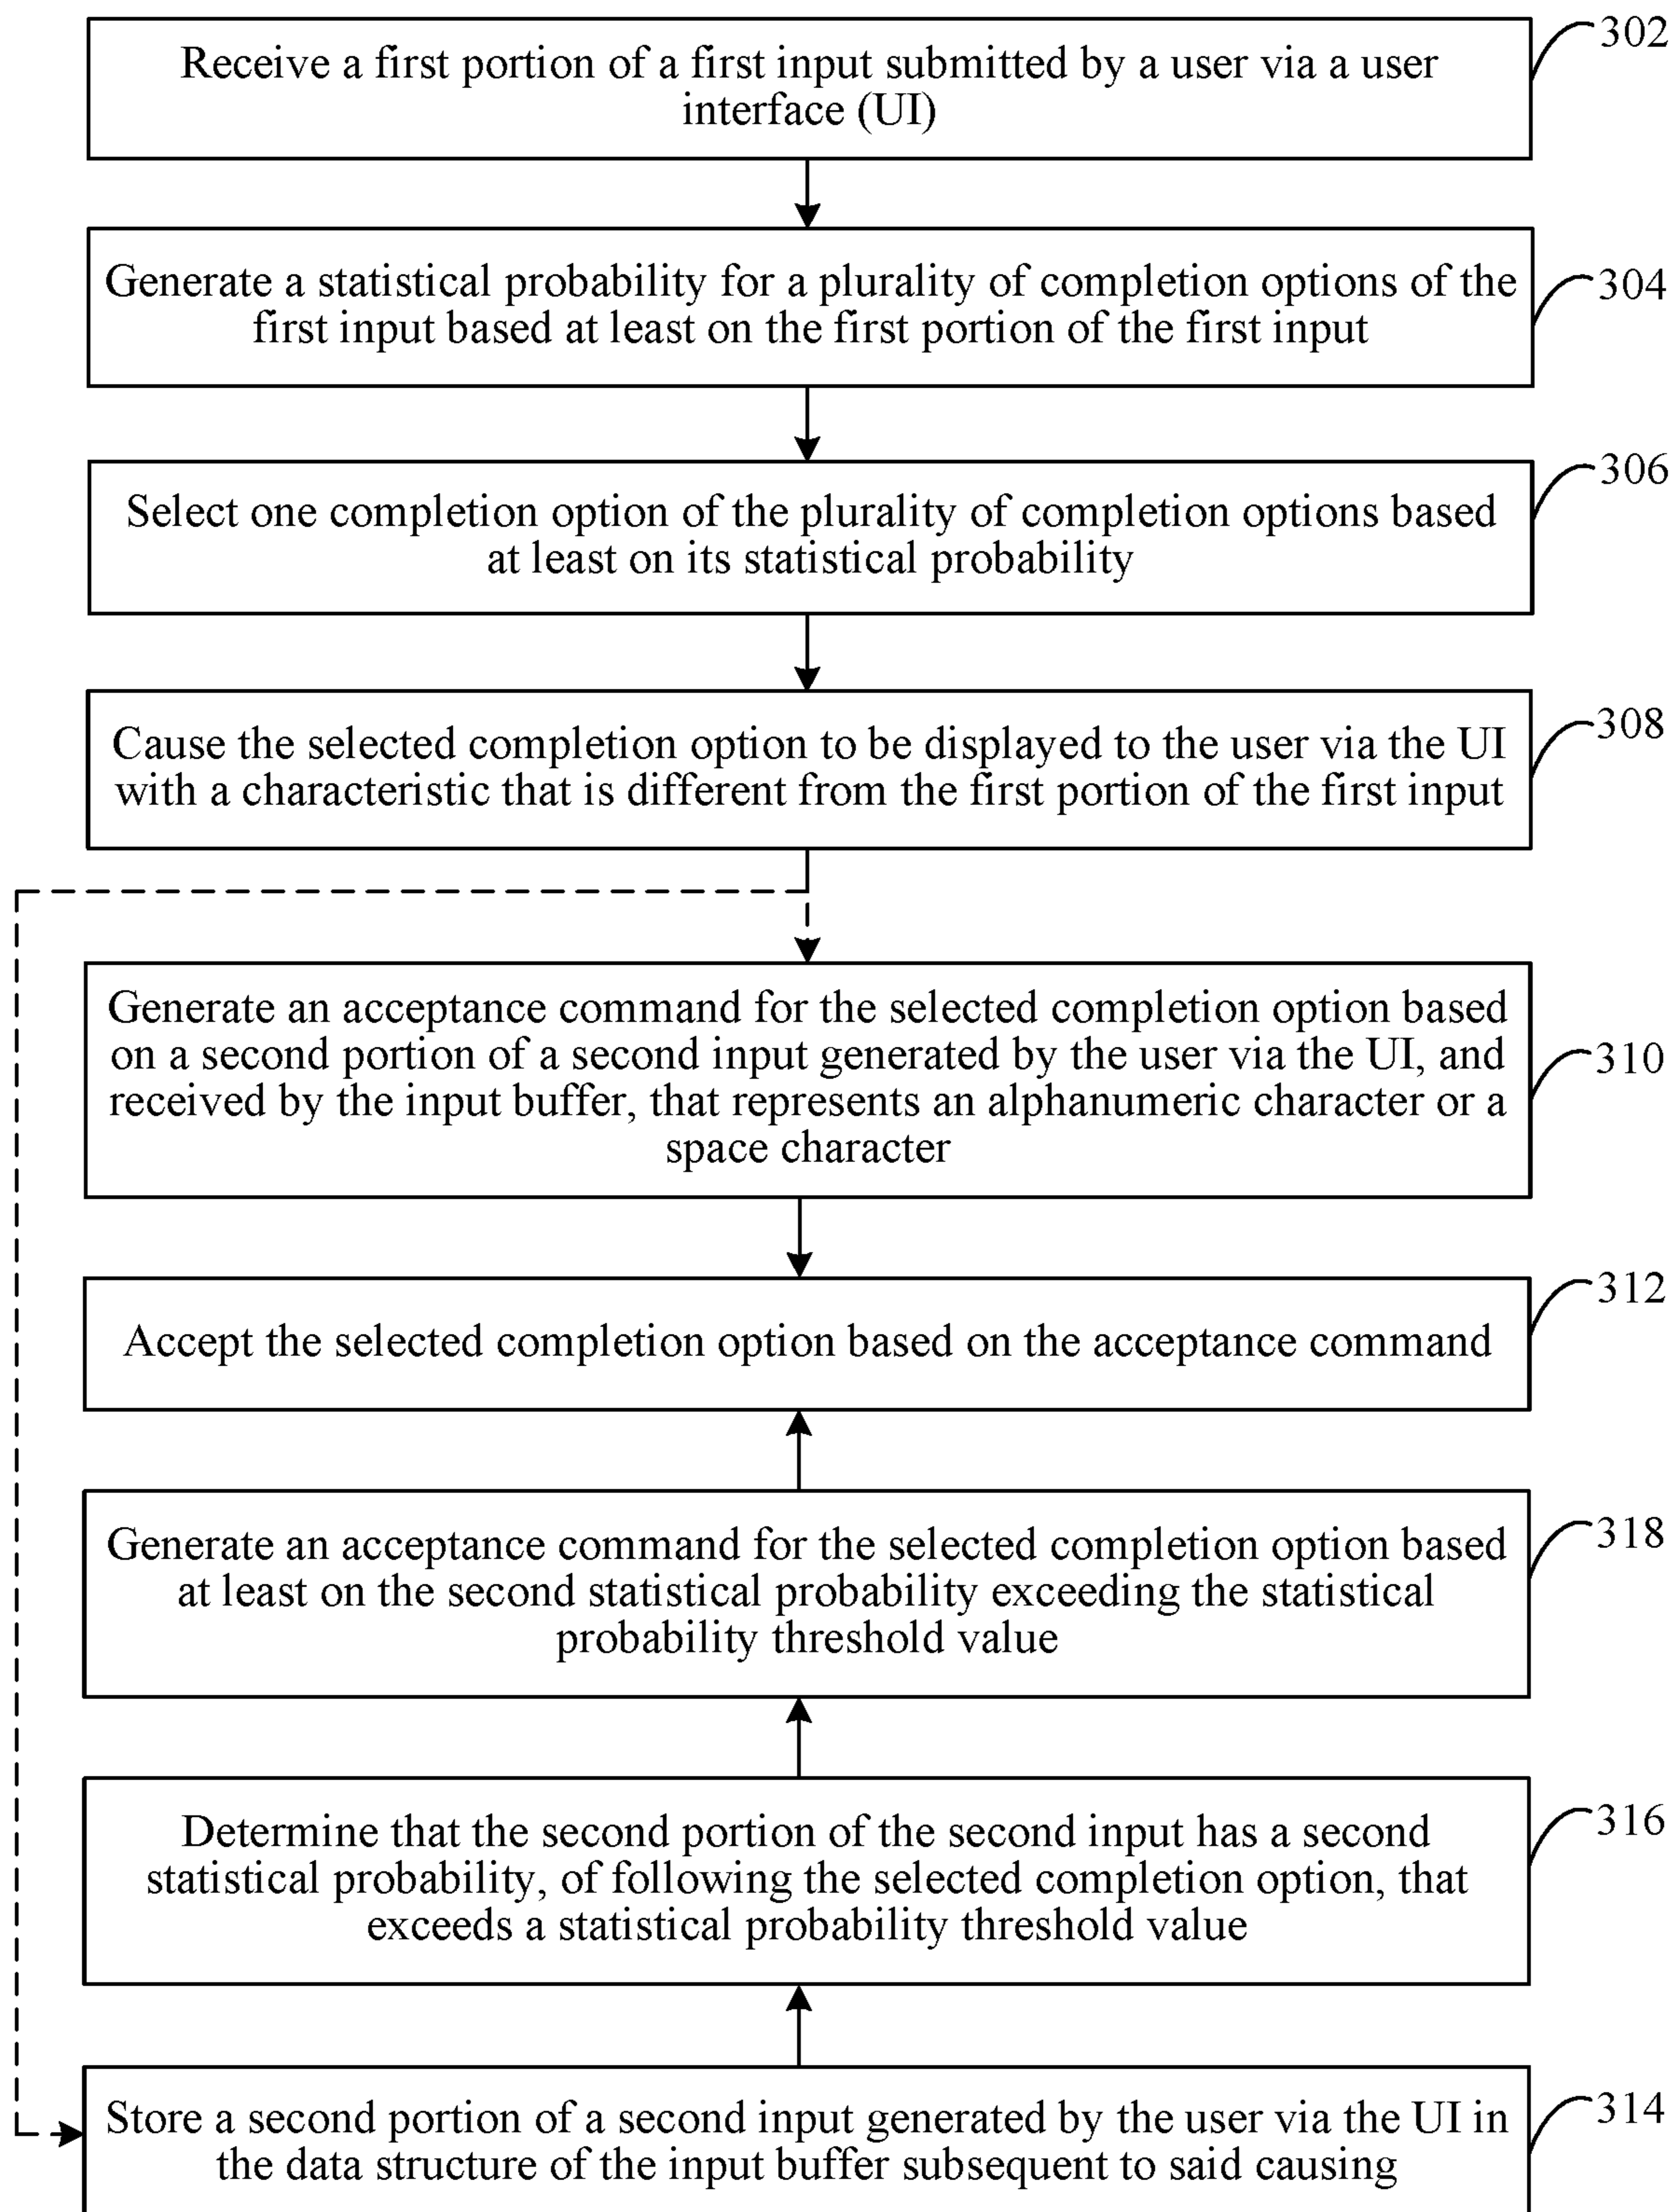 302
Receive a first portion of a first input submitted by a user via a user
interface (UI)
304
Generate a statistical probability for a plurality of completion options of the
first input based at least on the first portion of the first input
306
Select one completion option of the plurality of completion options based
at least on its statistical probability
308
Cause the selected completion option to be displayed to the user via the UI
with a characteristic that is different from the first portion of the first input
310
Generate an acceptance command for the selected completion option based
on a second portion of a second input generated by the user via the UI, and
received by the input buffer, that represents an alphanumeric character or a
space character
312
Accept the selected completion option based on the acceptance command
318
Generate an acceptance command for the selected completion option based
at least on the second statistical probability exceeding the statistical
probability threshold value
316
Determine that the second portion of the second input has a second
statistical probability, of following the selected completion option, that
exceeds a statistical probability threshold value
314
Store a second portion of a second input generated by the user via the UI in
the data structure of the input buffer subsequent to said causing